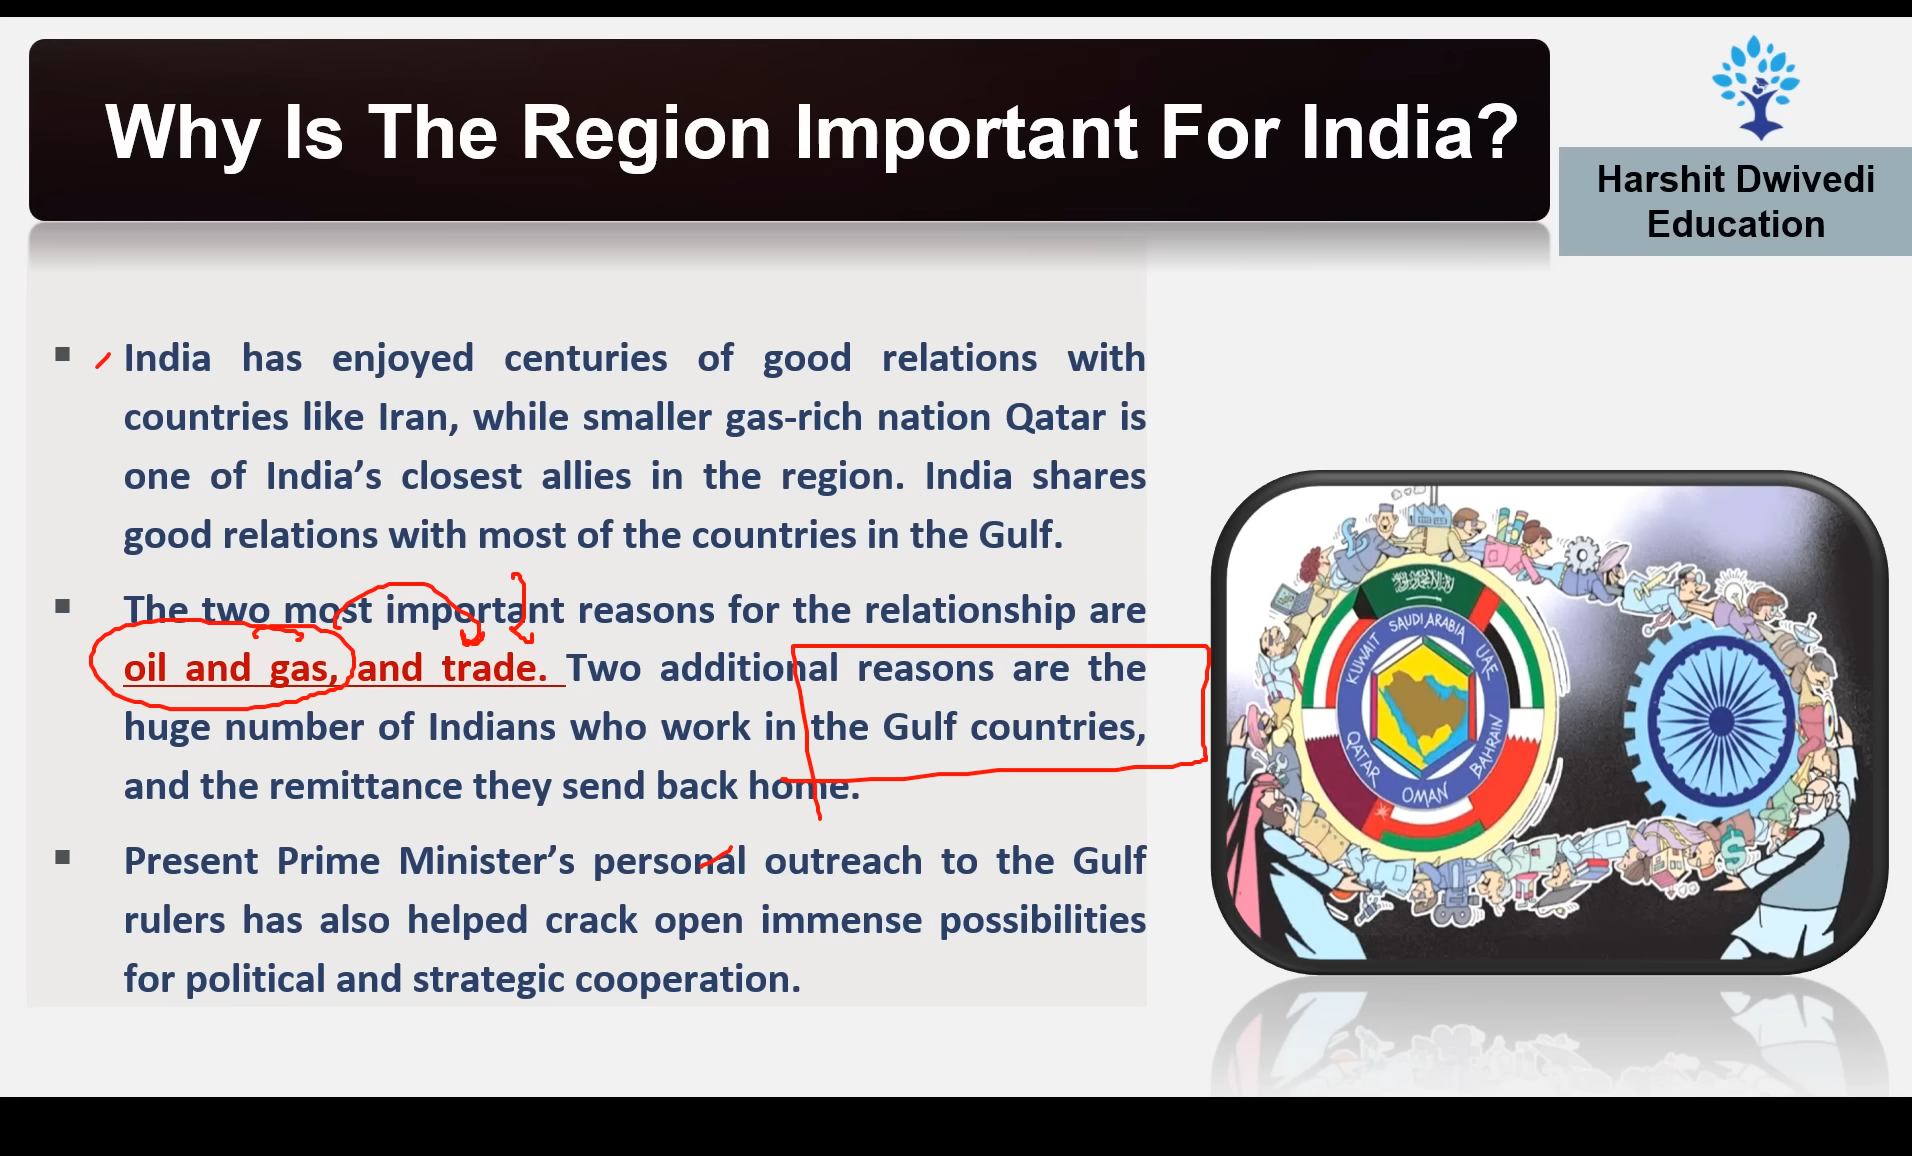 Why Is The Region Important For India?
Harshit Dwivedi
Education
India has enjoyed centuries of good relations with
countries like Iran, while smaller gas-rich nation Qatar is
one of India’s closest allies in the region. India shares
good relations with most of the countries in the Gulf.
The two most important reasons for the relationship are
oil and gas, and trade. Two additional reasons are the
huge number of Indians who work in the Gulf countries,
and the remittance they send back home.
Present Prime Minister’s personal outreach to the Gulf
rulers has also helped crack open immense possibilities
for political and strategic cooperation.
KUWAIT
SAUDI ARABIA
UAE
BAHRAIN
OMAN
QATAR